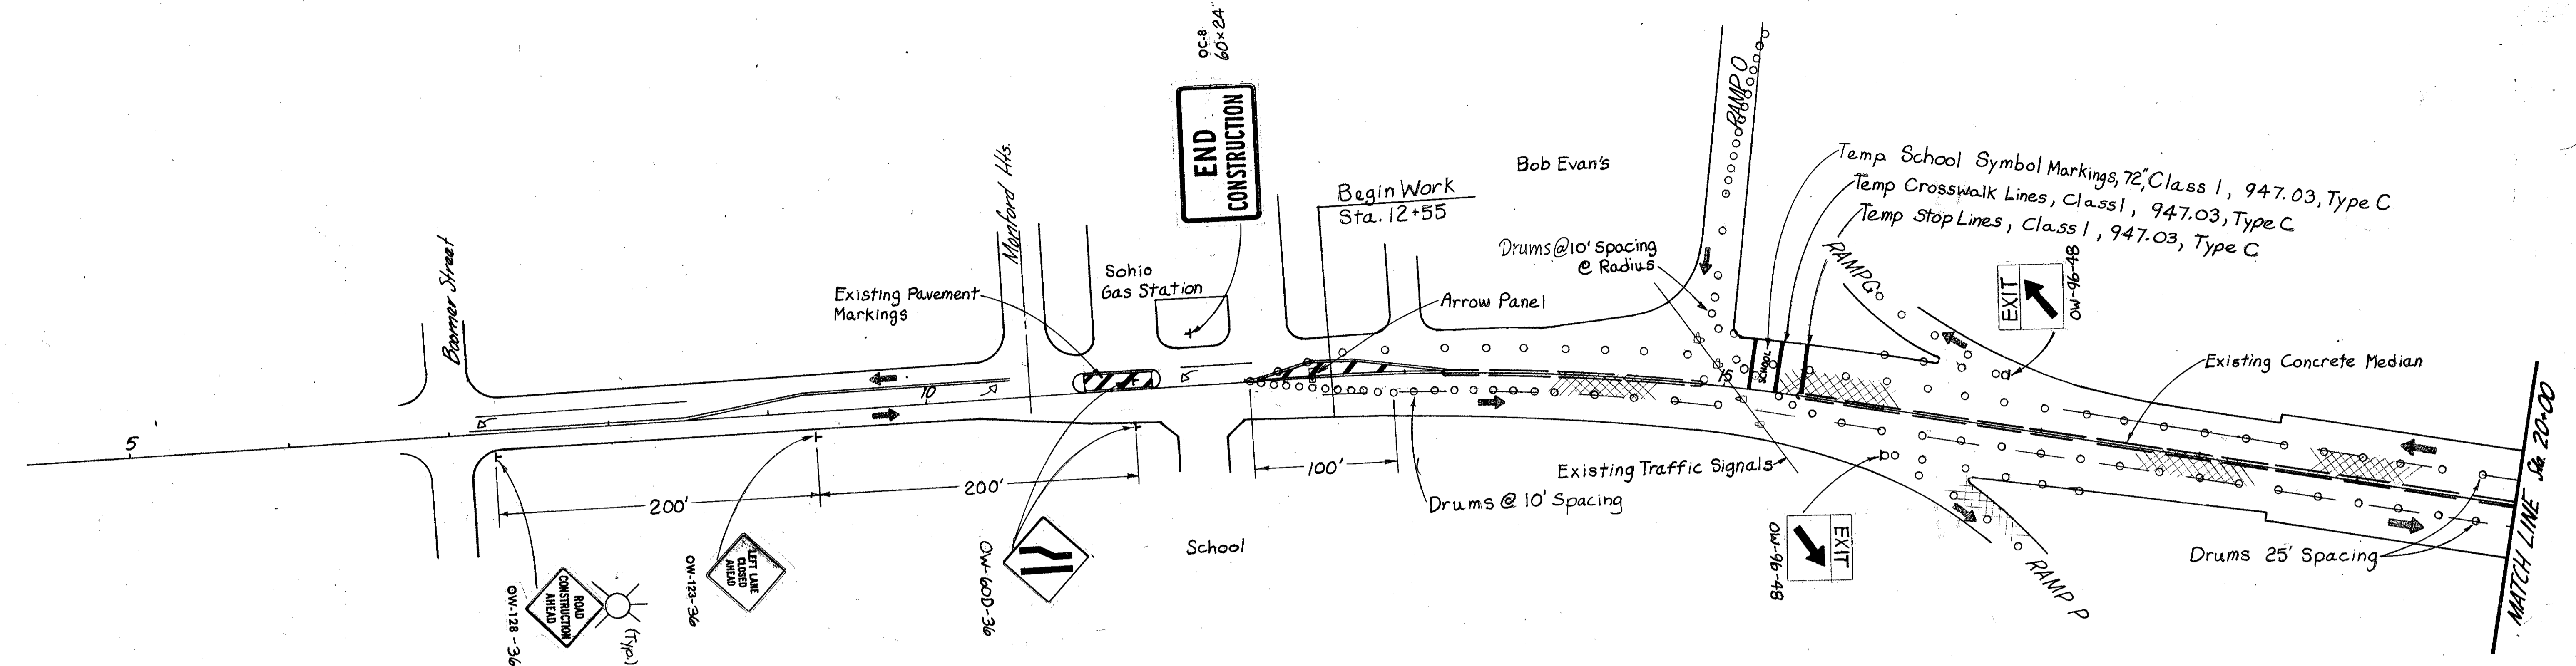 OC-8
60x24"
END
CONSTRUCTION
RAMP O
Bob Evan's
Begin Work
Sta. 12+55
Temp School Symbol Markings, 72", Class 1, 947.03, Type C
Temp Crosswalk Lines, Class1, 947.03, Type C
Temp Stop Lines, Class 1, 947.03, Type C
Drums @10' Spacing
@ Radius
RAMP G
EXIT
OW-96-48
Boomer Street
Monford Hts.
Sohio
Gas Station
Existing Pavement
Markings
Arrow Panel
Existing Concrete Median
SCHOOL
15
10
5
MATCH LINE Sta. 20+00
200'
200'
100'
Drums @ 10' Spacing
Existing Traffic Signals
School
Drums 25' Spacing
RAMP P
EXIT
OW-96-48
OW-60D-36
LEFT LANE
CLOSED
AHEAD
OW-123-36
ROAD
CONSTRUCTION
AHEAD
OW-128-36
(Typ.)